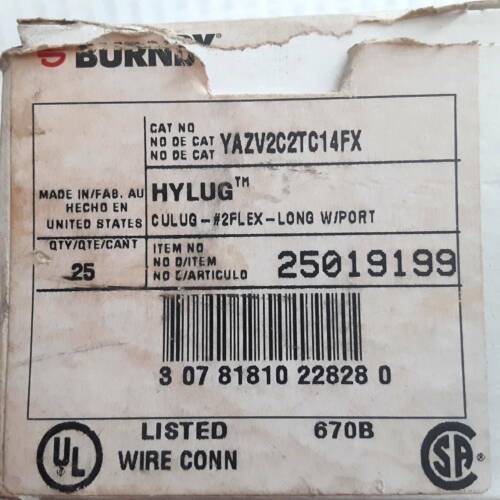 BURNDY
CAT NO
NO DE CAT YAZV2C2TC14FX
NO DE CAT
MADE IN/FAB. AU
HECHO EN
UNITED STATES
HYLUG™
CULUG-#2FLEX-LONG W/PORT
QTY/QTE/CANT
25
ITEM NO
NO D/ITEM 25019199
NO E/ARTICULO
3 07 81810 22828 0
UL LISTED 670B SA
WIRE CONN